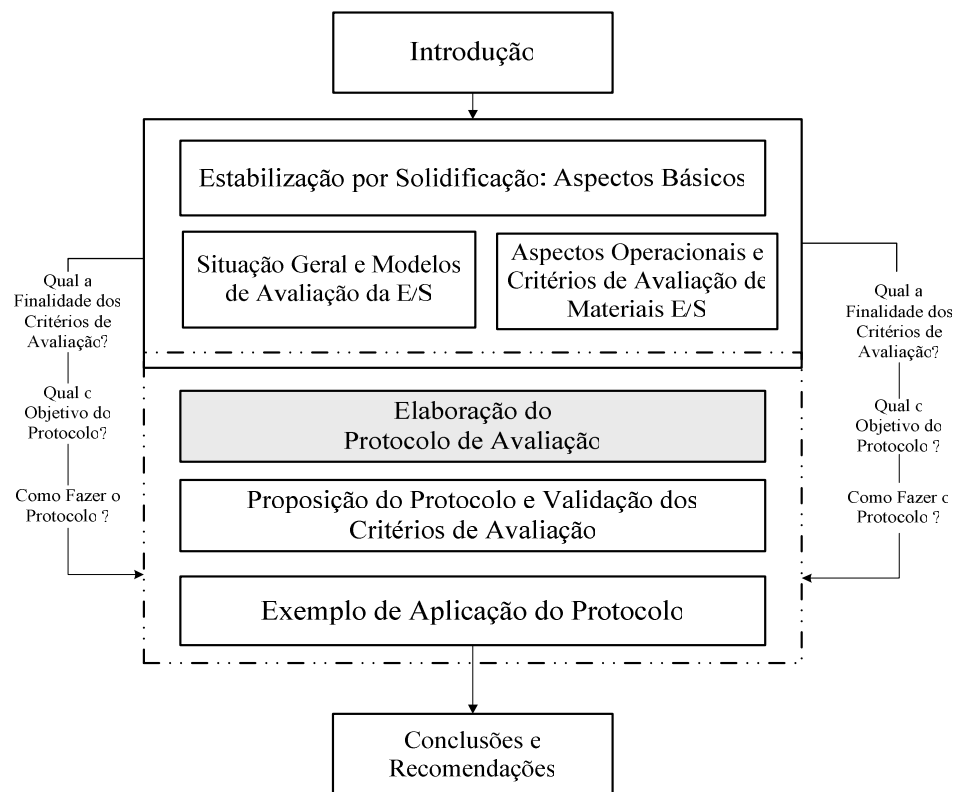 Introdução
Estabilização por Solidificação: Aspectos Básicos
Situação Geral e Modelos
de Avaliação da E/S
Aspectos Operacionais e
Critérios de Avaliação de
Materiais E/S
Qual a
Finalidade dos
Critérios de
Avaliação?
Qual o
Objetivo do
Protocolo?
Como Fazer o
Protocolo ?
Qual a
Finalidade dos
Critérios de
Avaliação?
Qual o
Objetivo do
Protocolo ?
Como Fazer o
Protocolo ?
Elaboração do
Protocolo de Avaliação
Proposição do Protocolo e Validação dos
Critérios de Avaliação
Exemplo de Aplicação do Protocolo
Conclusões e
Recomendações